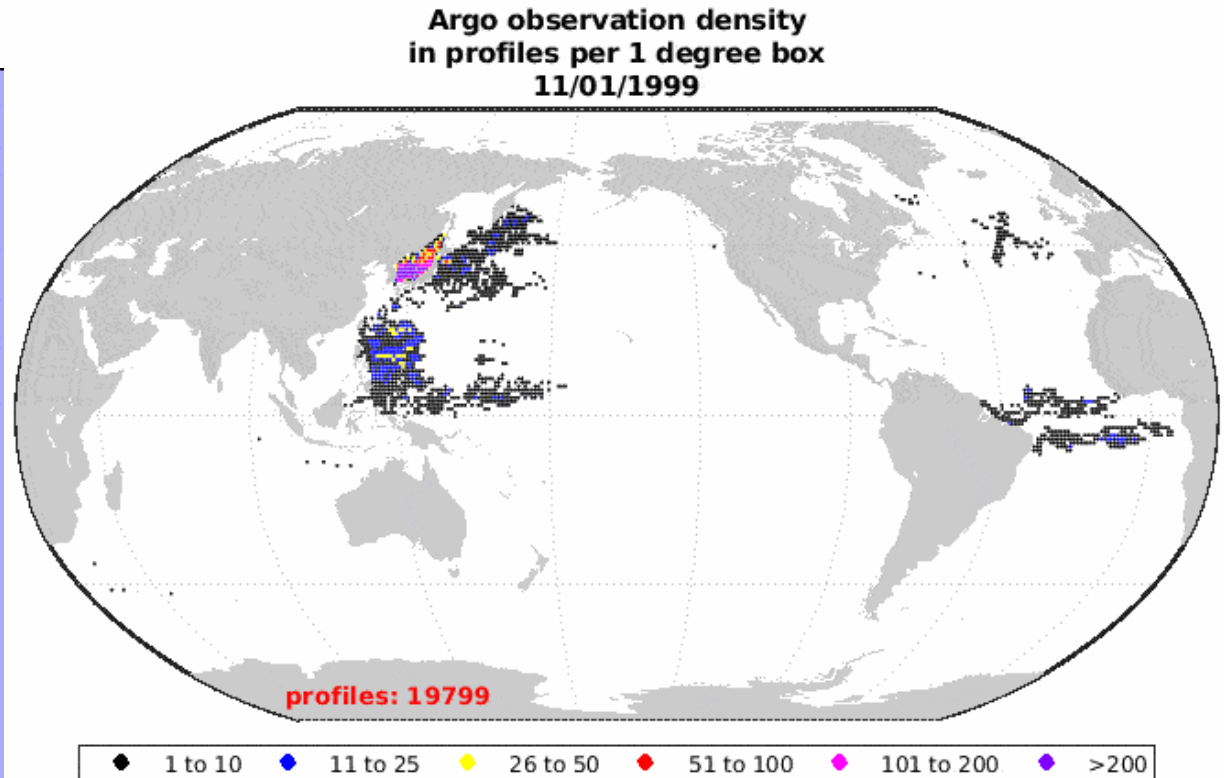 Argo observation density
in profiles per 1 degree box
11/01/1999
profiles: 19799
1 to 10 11 to 25 26 to 50 51 to 100 101 to 200 >200